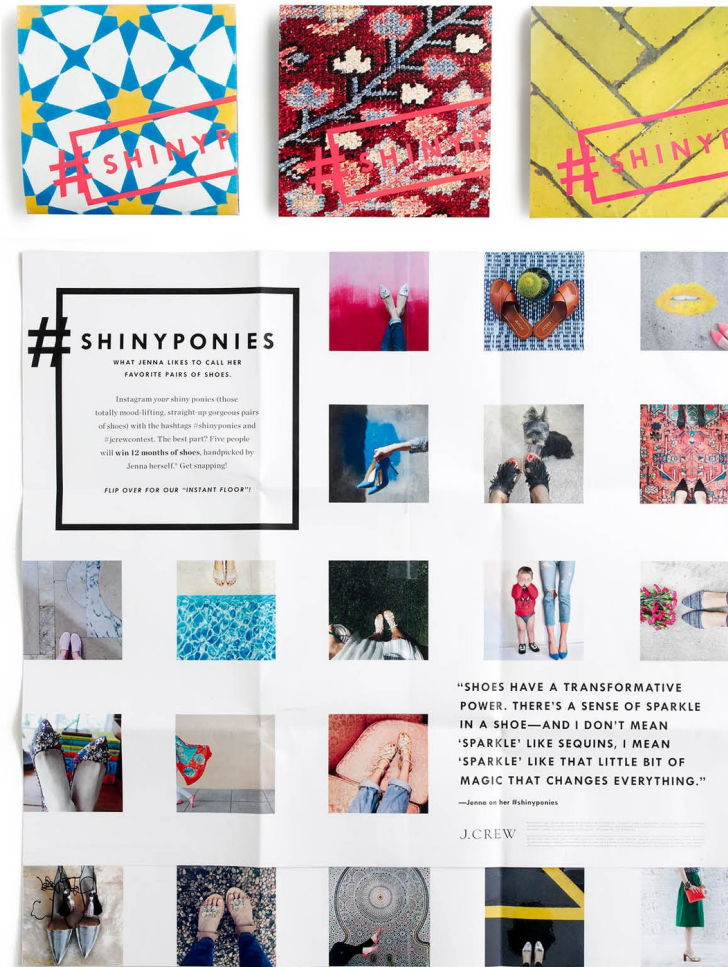 #SHINYP
#SHINYP
#SHINYP
#SHINYPONIES
WHAT JENNA LIKES TO CALL HER
FAVORITE PAIRS OF SHOES.
Instagram your shiny ponies (those
totally mood-lifting, straight-up gorgeous pairs
of shoes) with the hashtags #shinyponies and
#jcrewcontest. The best part? Five people
will win 12 months of shoes, handpicked by
Jenna herself.* Get snapping!
FLIP OVER FOR OUR “INSTANT FLOOR”!
“SHOES HAVE A TRANSFORMATIVE
POWER. THERE’S A SENSE OF SPARKLE
IN A SHOE—AND I DON’T MEAN
‘SPARKLE’ LIKE SEQUINS, I MEAN
‘SPARKLE’ LIKE THAT LITTLE BIT OF
MAGIC THAT CHANGES EVERYTHING.”
—Jenna on her #shinyponies
J.CREW